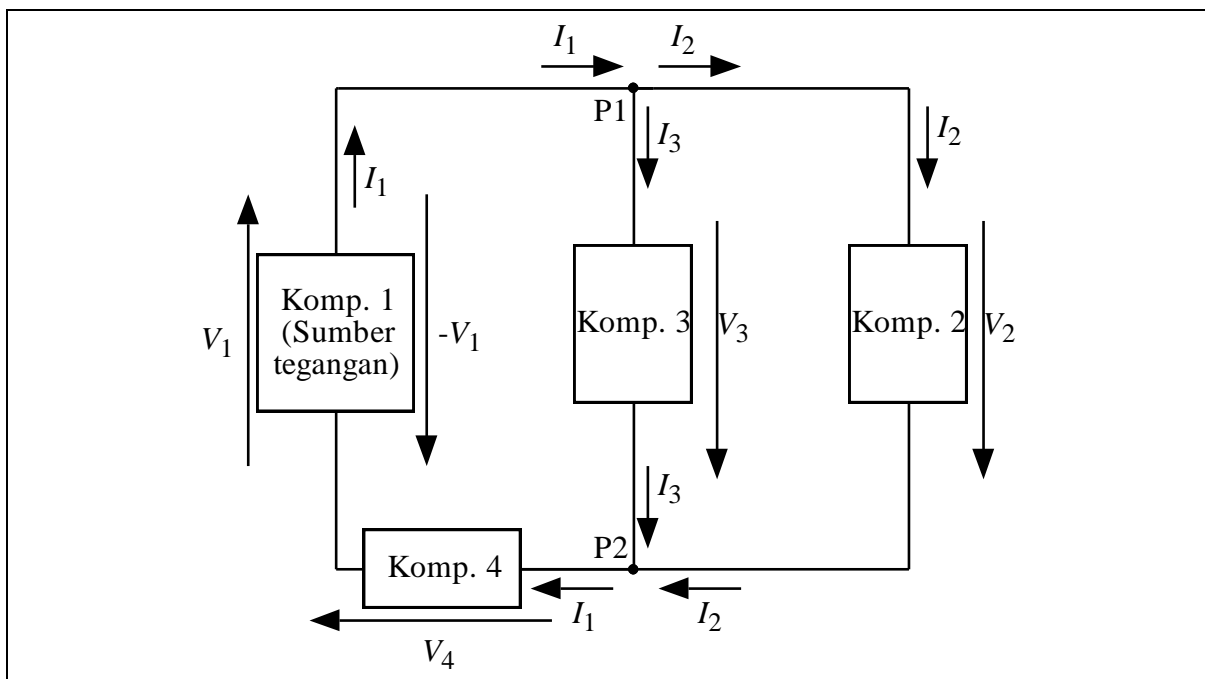 I1 I2
P1
I3 I2
I1
Komp. 1
(Sumber
tegangan)
V1 -V1
Komp. 3 V3
Komp. 2 V2
I3
P2
Komp. 4
I1 I2
V4